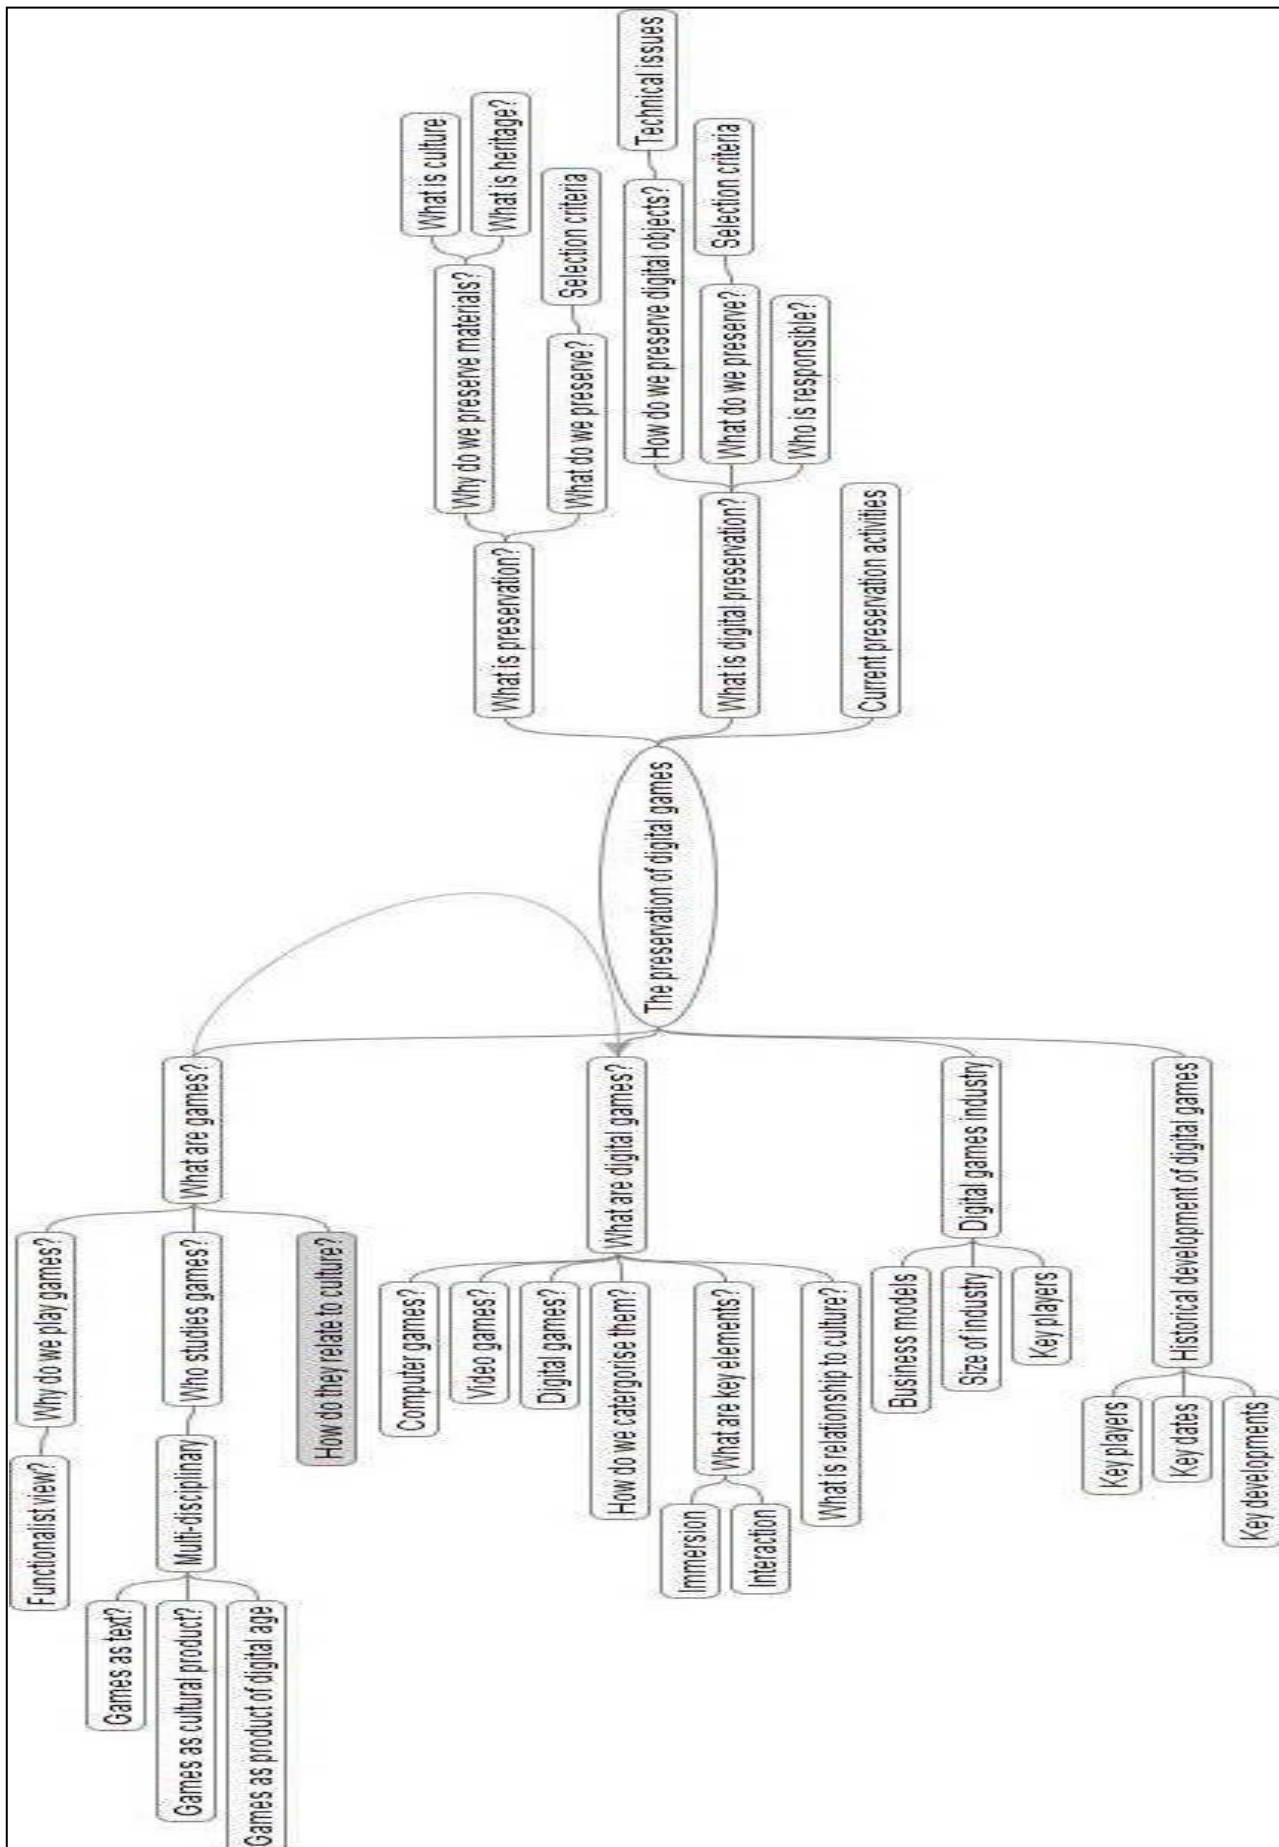 Functionalist view?
Why do we play games?
Games as text?
Games as cultural product?
Games as product of digital age
Multi-disciplinary
Who studies games?
How do they relate to culture?
What are games?
Computer games?
Video games?
Digital games?
How do we catergorise them?
Immersion
Interaction
What are key elements?
What is relationship to culture?
What are digital games?
Business models
Size of industry
Key players
Digital games industry
Key players
Key dates
Key developments
Historical development of digital games
The preservation of digital games
What is preservation?
Why do we preserve materials?
What is culture
What is heritage?
What do we preserve?
Selection criteria
What is digital preservation?
How do we preserve digital objects?
Technical issues
What do we preserve?
Selection criteria
Who is responsible?
Current preservation activities